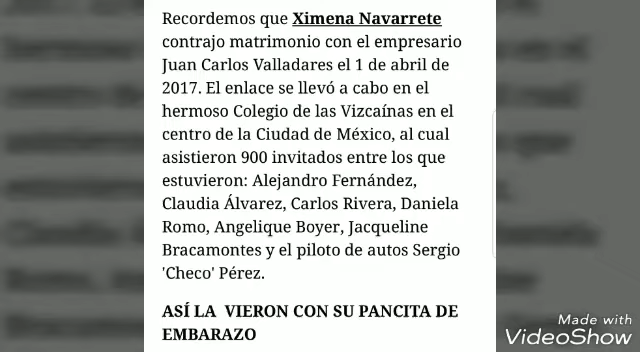 Recordemos que Ximena Navarrete
contrajo matrimonio con el empresario
Juan Carlos Valladares el 1 de abril de
2017. El enlace se llevó a cabo en el
hermoso Colegio de las Vizcaínas en el
centro de la Ciudad de México, al cual
asistieron 900 invitados entre los que
estuvieron: Alejandro Fernández,
Claudia Álvarez, Carlos Rivera, Daniela
Romo, Angelique Boyer, Jacqueline
Bracamontes y el piloto de autos Sergio
'Checo' Pérez.
ASÍ LA  VIERON CON SU PANCITA DE
EMBARAZO
Made with
VideoShow